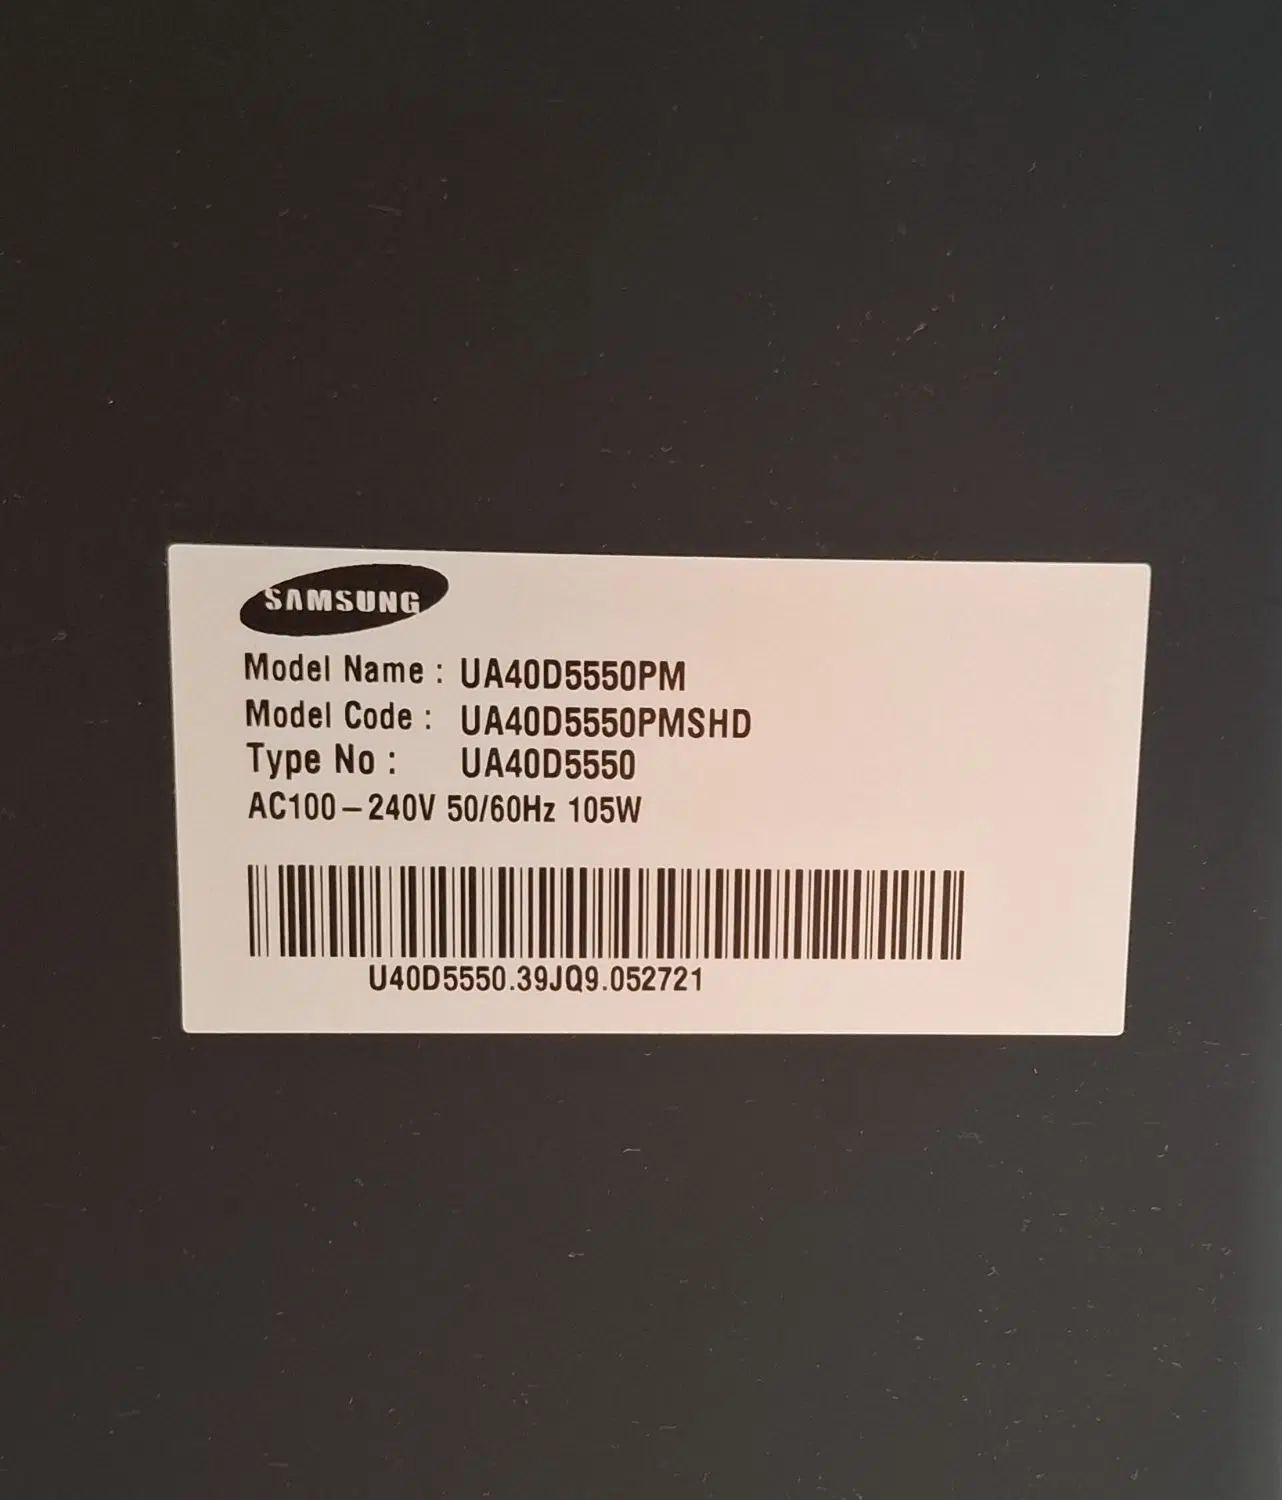 SAMSUNG
Model Name : UA40D5550PM
Model Code : UA40D5550PMSHD
Type No : UA40D5550
AC100-240V 50/60Hz 105W
U40D5550.39JQ9.052721